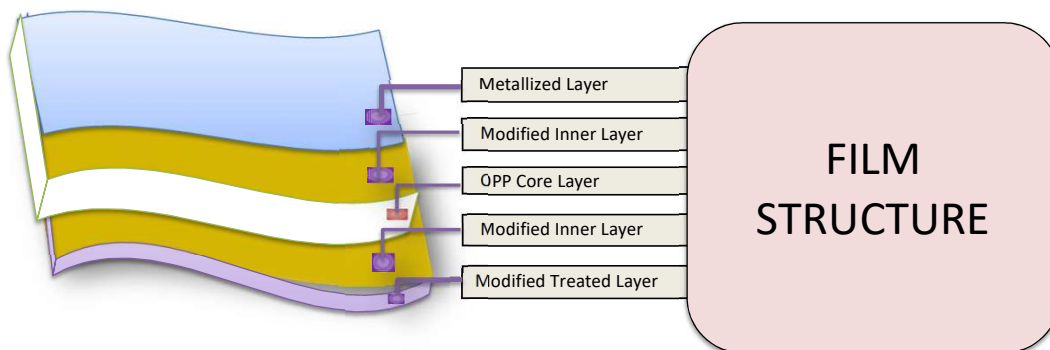 Metallized Layer
Modified Inner Layer
OPP Core Layer
Modified Inner Layer
Modified Treated Layer
FILM
STRUCTURE